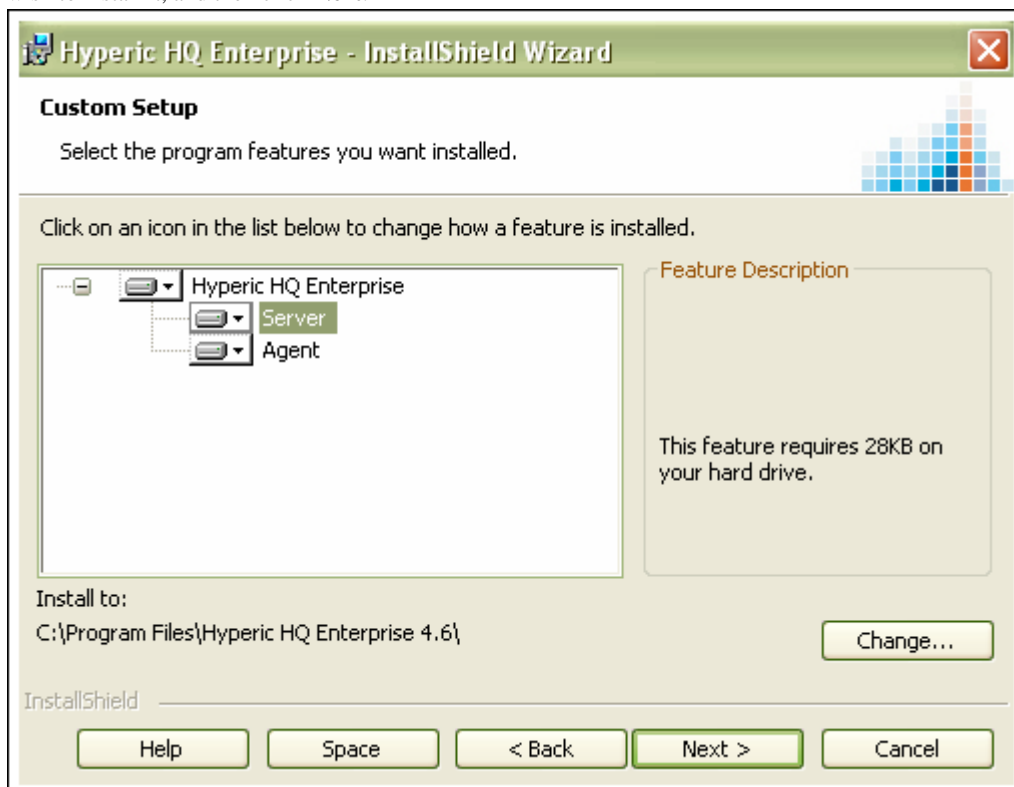 Hyperic HQ Enterprise - InstallShield Wizard
Custom Setup
Select the program features you want installed.
Click on an icon in the list below to change how a feature is installed.
Hyperic HQ Enterprise
Server
Agent
Feature Description
This feature requires 28KB on
your hard drive.
Install to:
C:\Program Files\Hyperic HQ Enterprise 4.6\
Change...
InstallShield
Help
Space
< Back
Next >
Cancel